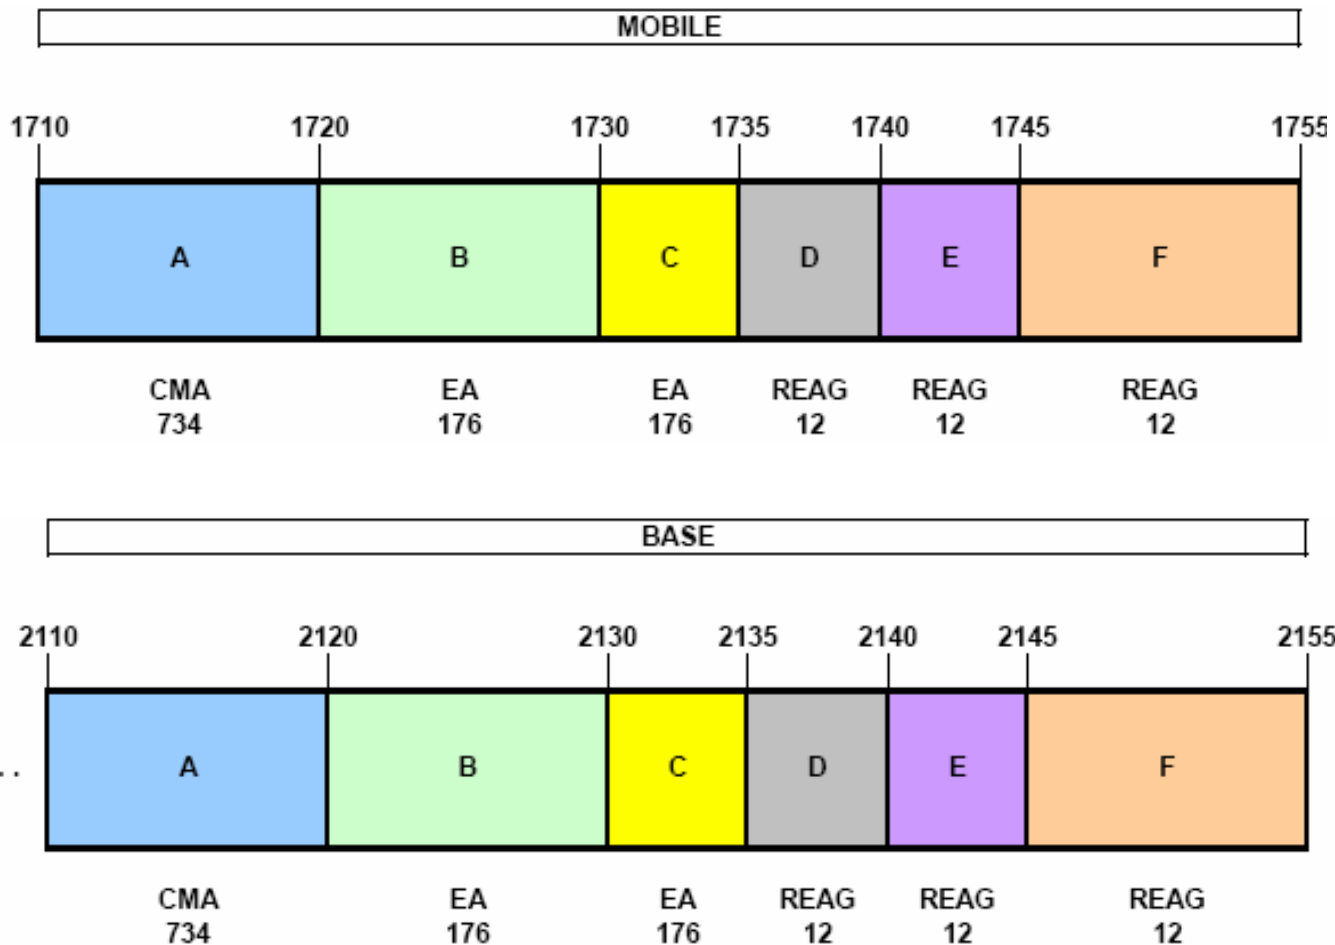 MOBILE
1710 1720 1730 1735 1740 1745 1755
A B C D E F
CMA EA EA REAG REAG REAG
734 176 176 12 12 12
BASE
2110 2120 2130 2135 2140 2145 2155
.. A B C D E F
CMA EA EA REAG REAG REAG
734 176 176 12 12 12